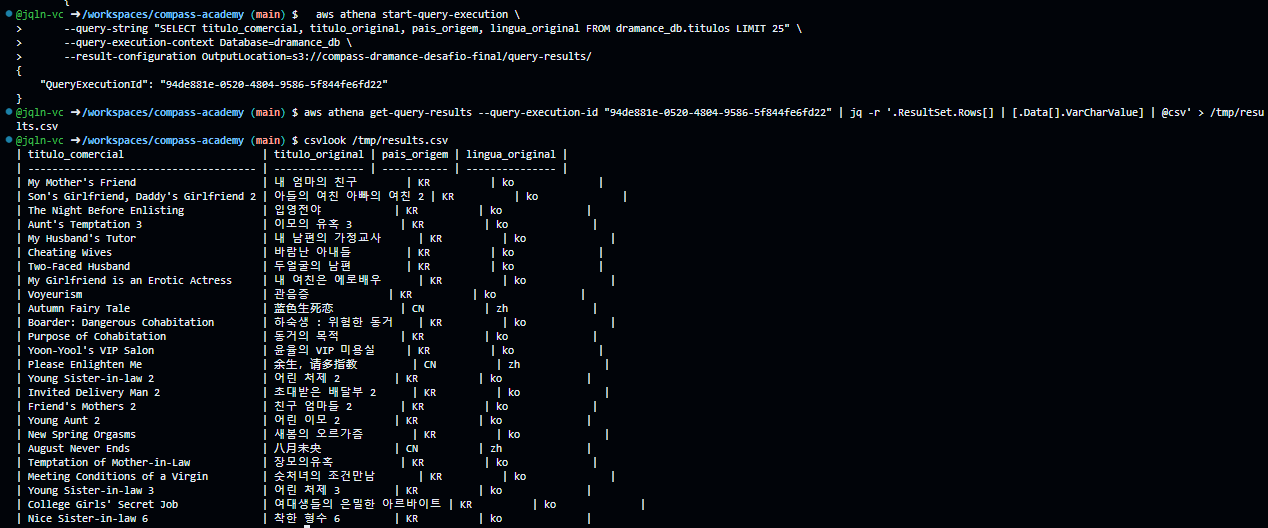 {
@jqln-vc ➜/workspaces/compass-academy (main) $   aws athena start-query-execution \
>       --query-string "SELECT titulo_comercial, titulo_original, pais_origem, lingua_original FROM dramance_db.titulos LIMIT 25" \
>       --query-execution-context Database=dramance_db \
>       --result-configuration OutputLocation=s3://compass-dramance-desafio-final/query-results/
{
    "QueryExecutionId": "94de881e-0520-4804-9586-5f844fe6fd22"
}
@jqln-vc ➜/workspaces/compass-academy (main) $ aws athena get-query-results --query-execution-id "94de881e-0520-4804-9586-5f844fe6fd22" | jq -r '.ResultSet.Rows[] | [.Data[].VarCharValue] | @csv' > /tmp/resu
lts.csv
@jqln-vc ➜/workspaces/compass-academy (main) $ csvlook /tmp/results.csv
| titulo_comercial                     | titulo_original | pais_origem | lingua_original |
| ------------------------------------ | --------------- | ----------- | --------------- |
| My Mother's Friend                   | 내 엄마의 친구        | KR          | ko              |
| Son's Girlfriend, Daddy's Girlfriend 2 | 아들의 여친 아빠의 여친 2 | KR          | ko              |
| The Night Before Enlisting           | 입영전야            | KR          | ko              |
| Aunt's Temptation 3                  | 이모의 유혹 3        | KR          | ko              |
| My Husband's Tutor                   | 내 남편의 가정교사      | KR          | ko              |
| Cheating Wives                       | 바람난 아내들         | KR          | ko              |
| Two-Faced Husband                    | 두얼굴의 남편         | KR          | ko              |
| My Girlfriend is an Erotic Actress   | 내 여친은 에로배우      | KR          | ko              |
| Voyeurism                            | 관음증             | KR          | ko              |
| Autumn Fairy Tale                    | 蓝色生死恋           | CN          | zh              |
| Boarder: Dangerous Cohabitation      | 하숙생 : 위험한 동거    | KR          | ko              |
| Purpose of Cohabitation              | 동거의 목적          | KR          | ko              |
| Yoon-Yool's VIP Salon                | 윤율의 VIP 미용실     | KR          | ko              |
| Please Enlighten Me                  | 余生，请多指教         | CN          | zh              |
| Young Sister-in-law 2                | 어린 처제 2         | KR          | ko              |
| Invited Delivery Man 2               | 초대받은 배달부 2      | KR          | ko              |
| Friend's Mothers 2                   | 친구 엄마들 2        | KR          | ko              |
| Young Aunt 2                         | 어린 이모 2         | KR          | ko              |
| New Spring Orgasms                   | 새봄의 오르가즘        | KR          | ko              |
| August Never Ends                    | 八月未央            | CN          | zh              |
| Temptation of Mother-in-Law          | 장모의유혹           | KR          | ko              |
| Meeting Conditions of a Virgin       | 숫처녀의 조건만남       | KR          | ko              |
| Young Sister-in-law 3                | 어린 처제 3         | KR          | ko              |
| College Girls' Secret Job            | 여대생들의 은밀한 아르바이트 | KR          | ko              |
| Nice Sister-in-law 6                 | 착한 형수 6         | KR          | ko              |